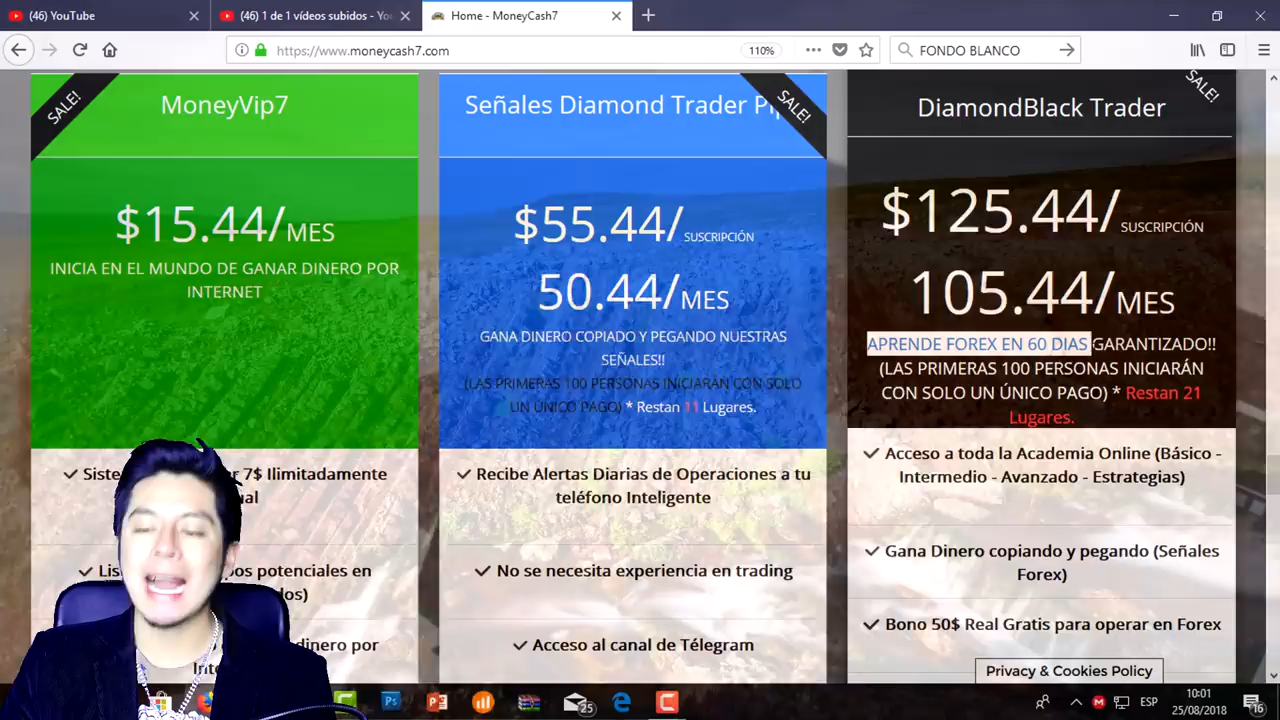 (46) YouTube
(46) 1 de 1 vídeos subidos - Yo
Home - MoneyCash7
https://www.moneycash7.com
110%
FONDO BLANCO
SALE!
MoneyVip7
$15.44/MES
INICIA EN EL MUNDO DE GANAR DINERO POR
INTERNET
7$ Ilimitadamente
potenciales en
dinero por
SALE!
Señales Diamond Trader
$55.44/SUSCRIPCIÓN
50.44/MES
GANA DINERO COPIADO Y PEGANDO NUESTRAS
SEÑALES!!
(LAS PRIMERAS 100 PERSONAS INICIARÁN CON SOLO
UN ÚNICO PAGO) * Restan 11 Lugares.
Recibe Alertas Diarias de Operaciones a tu
teléfono Inteligente
No se necesita experiencia en trading
Acceso al canal de Télegram
SALE!
DiamondBlack Trader
$125.44/SUSCRIPCIÓN
105.44/MES
APRENDE FOREX EN 60 DIAS GARANTIZADO!!
(LAS PRIMERAS 100 PERSONAS INICIARÁN
CON SOLO UN ÚNICO PAGO) * Restan 21
Lugares.
Acceso a toda la Academia Online (Básico -
Intermedio - Avanzado - Estrategias)
Gana Dinero copiando y pegando (Señales
Forex)
Bono 50$ Real Gratis para operar en Forex
Privacy & Cookies Policy
25
ESP
10:01
25/08/2018
16